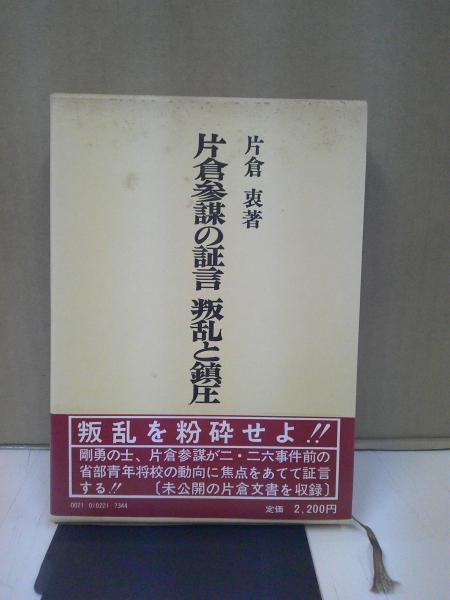 片倉 衷著
片倉参謀の証言 叛乱と鎮圧
叛乱を粉砕せよ!!
剛勇の士、片倉参謀が二・二六事件前の
省部青年将校の動向に焦点をあてて証言
する!! 〔未公開の片倉文書を収録〕
0021 010221 7344
定価 2,200円